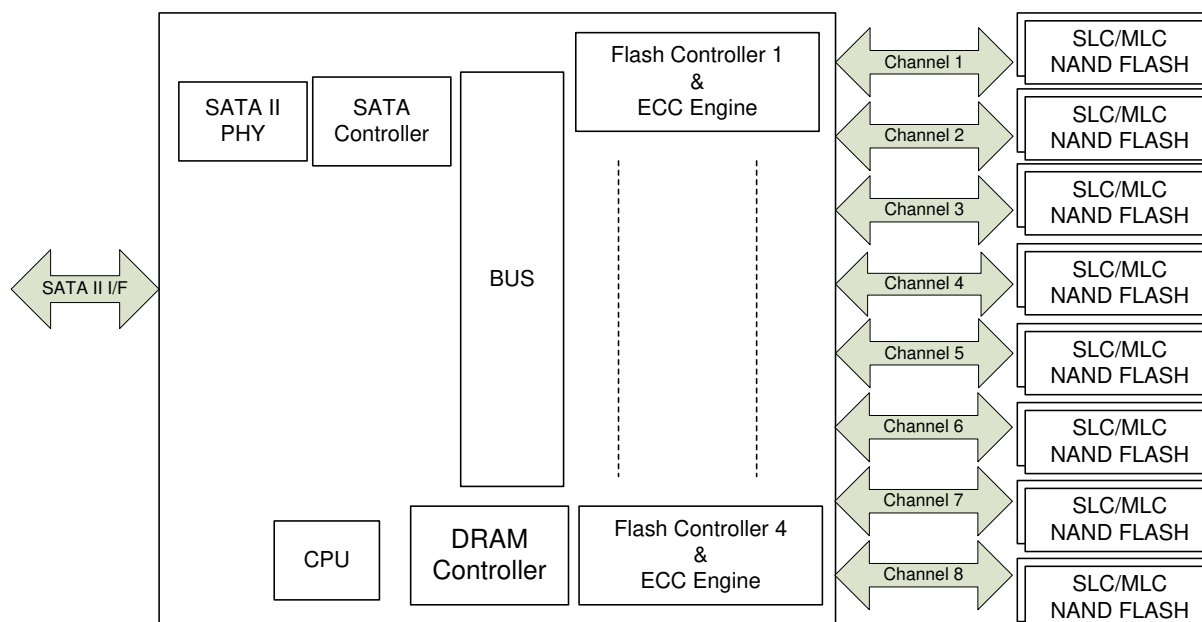 SATA II I/F
SATA II
PHY
SATA
Controller
BUS
CPU
DRAM
Controller
Flash Controller 1
&
ECC Engine
Flash Controller 4
&
ECC Engine
Channel 1
Channel 2
Channel 3
Channel 4
Channel 5
Channel 6
Channel 7
Channel 8
SLC/MLC
NAND FLASH
SLC/MLC
NAND FLASH
SLC/MLC
NAND FLASH
SLC/MLC
NAND FLASH
SLC/MLC
NAND FLASH
SLC/MLC
NAND FLASH
SLC/MLC
NAND FLASH
SLC/MLC
NAND FLASH